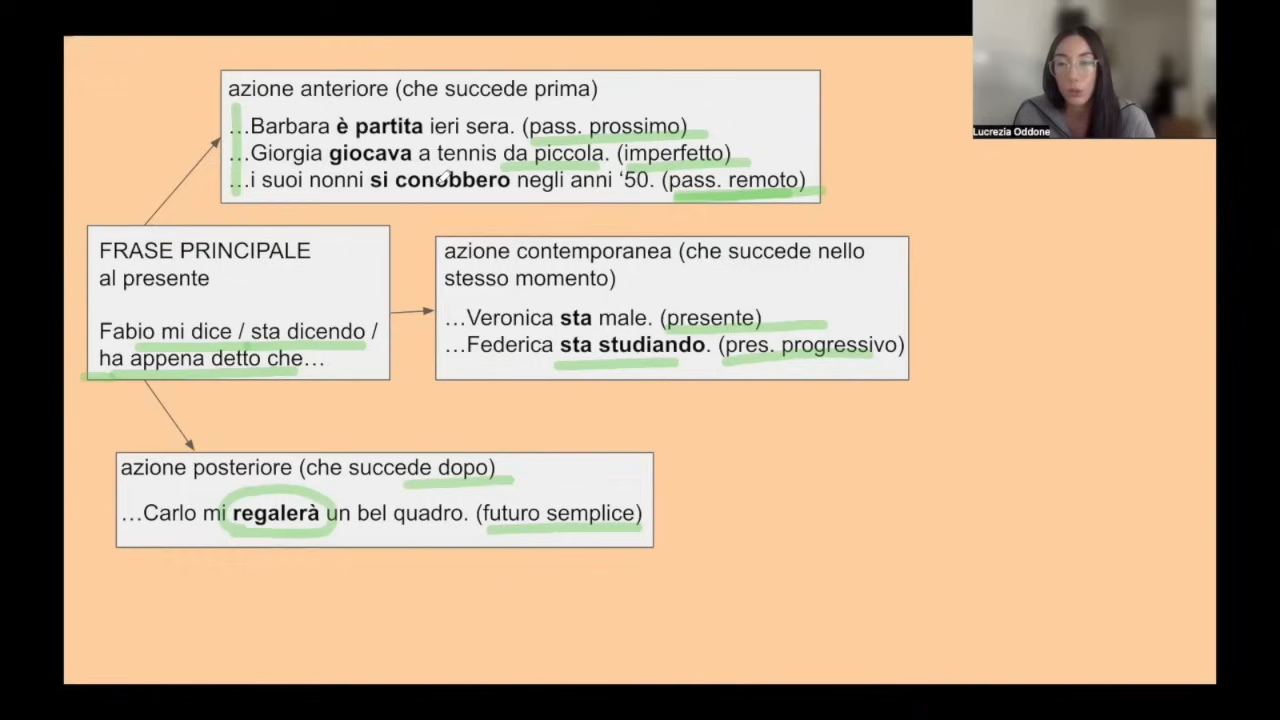 azione anteriore (che succede prima)
…Barbara è partita ieri sera. (pass. prossimo)
…Giorgia giocava a tennis da piccola. (imperfetto)
…i suoi nonni si conobbero negli anni ‘50. (pass. remoto)
FRASE PRINCIPALE
al presente
Fabio mi dice / sta dicendo /
ha appena detto che…
azione contemporanea (che succede nello
stesso momento)
…Veronica sta male. (presente)
…Federica sta studiando. (pres. progressivo)
azione posteriore (che succede dopo)
…Carlo mi regalerà un bel quadro. (futuro semplice)
Lucrezia Oddone